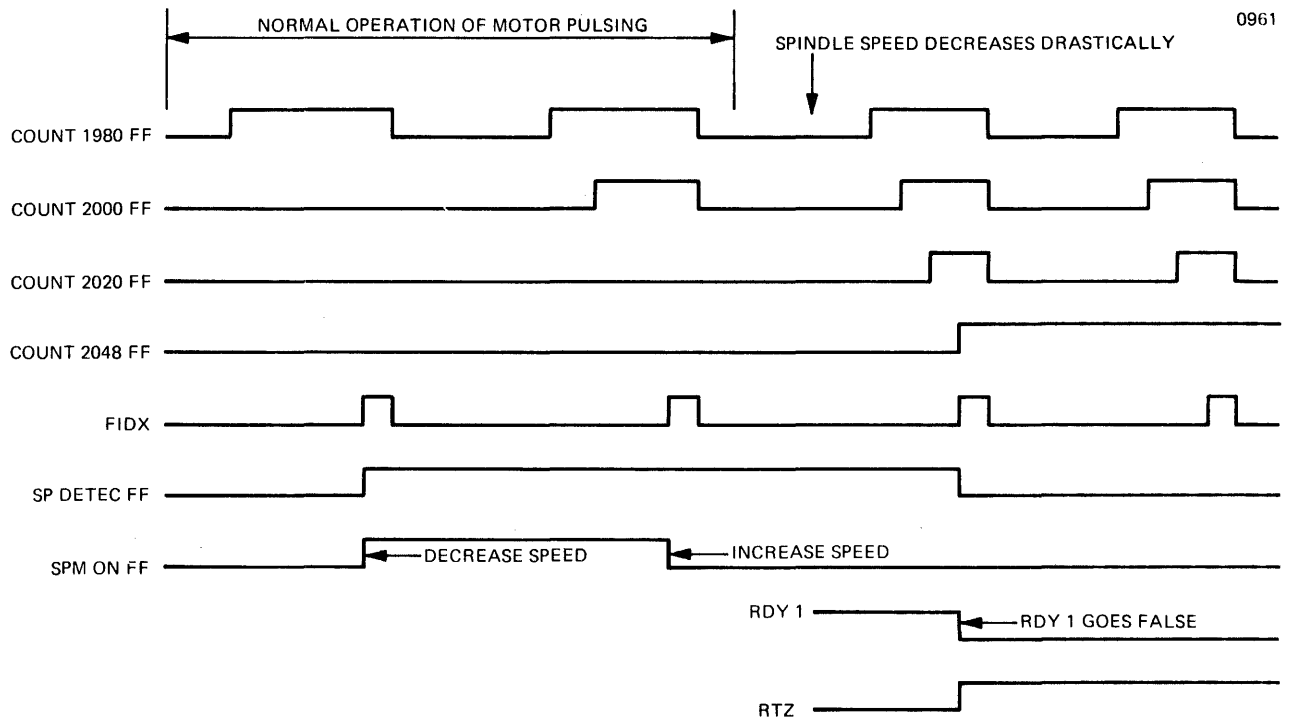 0961
NORMAL OPERATION OF MOTOR PULSING
SPINDLE SPEED DECREASES DRASTICALLY
COUNT 1980 FF
COUNT 2000 FF
COUNT 2020 FF
COUNT 2048 FF
FIDX
SP DETEC FF
SPM ON FF
DECREASE SPEED
INCREASE SPEED
RDY 1
RDY 1 GOES FALSE
RTZ